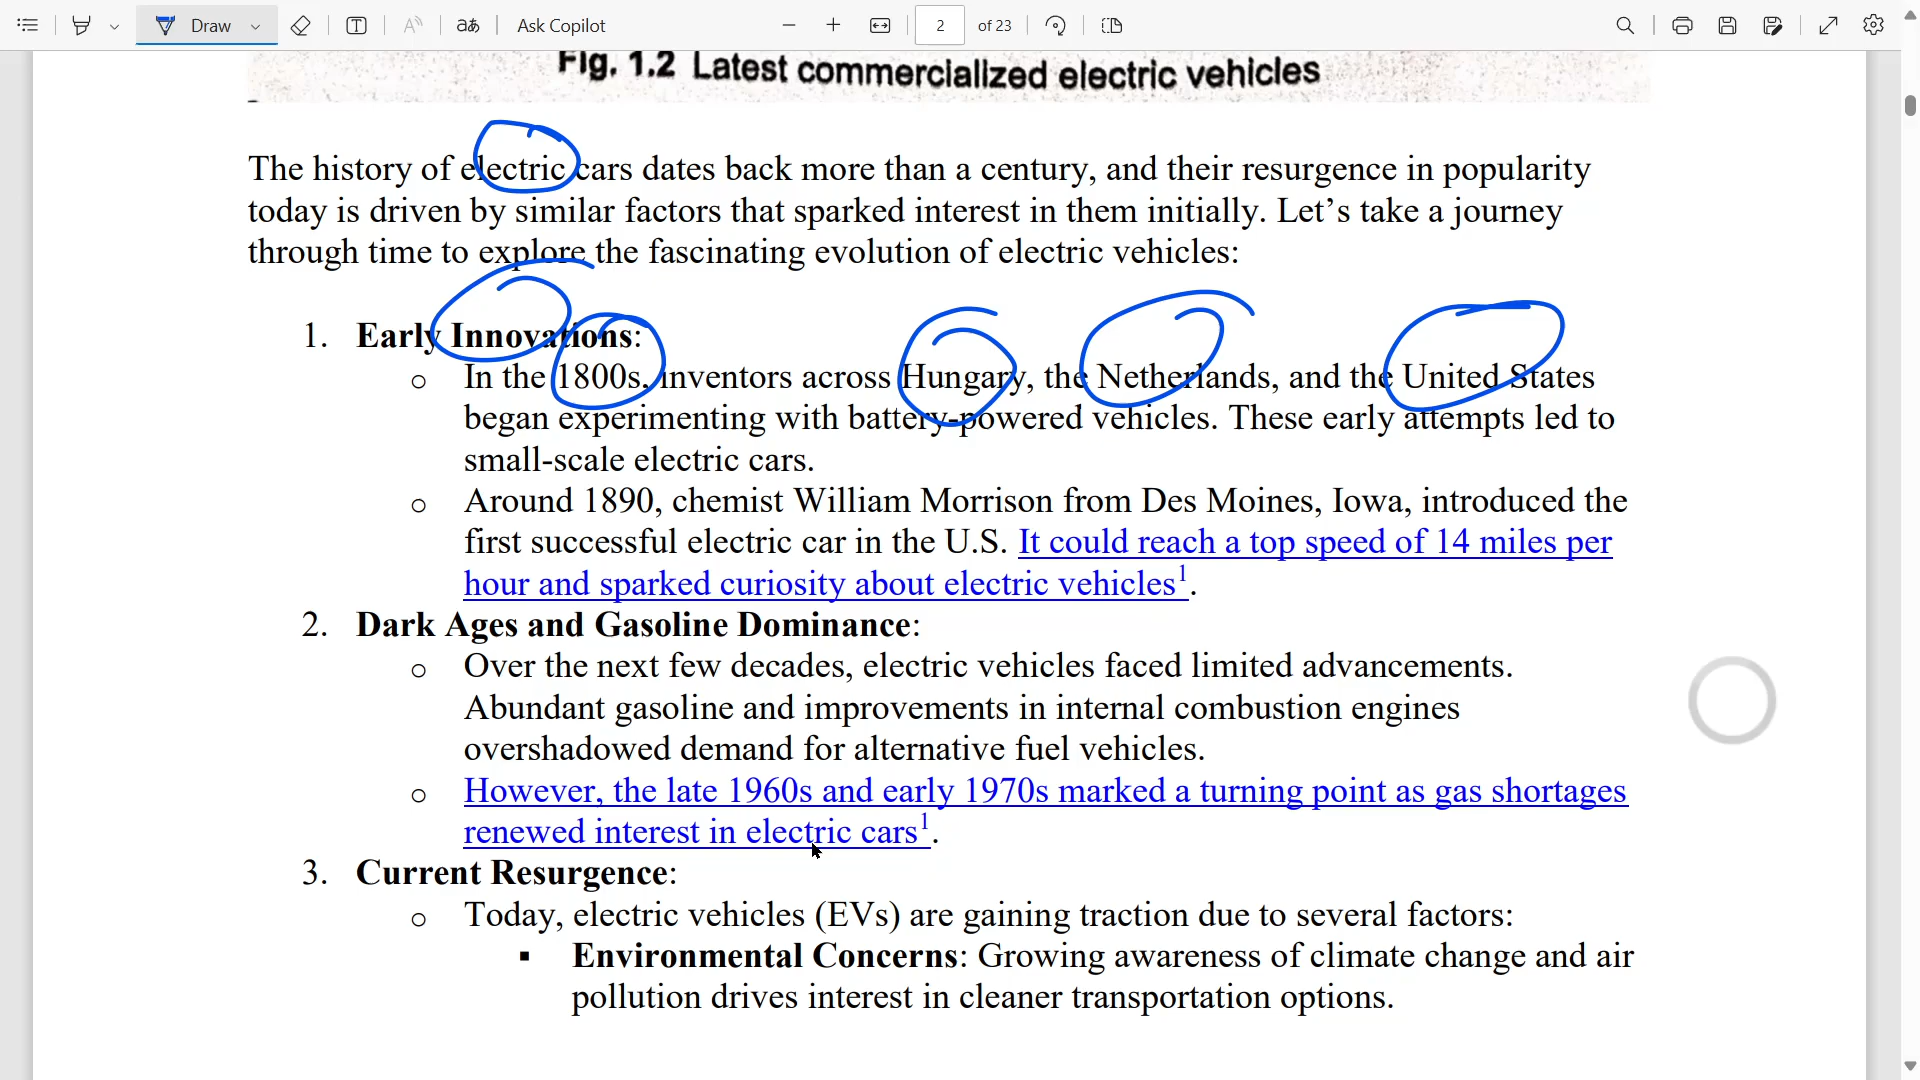 Draw
Ask Copilot
2 of 23
Fig. 1.2 Latest commercialized electric vehicles
The history of electric cars dates back more than a century, and their resurgence in popularity
today is driven by similar factors that sparked interest in them initially. Let’s take a journey
through time to explore the fascinating evolution of electric vehicles:
1. Early Innovations:
o In the 1800s, inventors across Hungary, the Netherlands, and the United States
began experimenting with battery-powered vehicles. These early attempts led to
small-scale electric cars.
o Around 1890, chemist William Morrison from Des Moines, Iowa, introduced the
first successful electric car in the U.S. It could reach a top speed of 14 miles per
hour and sparked curiosity about electric vehicles¹.
2. Dark Ages and Gasoline Dominance:
o Over the next few decades, electric vehicles faced limited advancements.
Abundant gasoline and improvements in internal combustion engines
overshadowed demand for alternative fuel vehicles.
o However, the late 1960s and early 1970s marked a turning point as gas shortages
renewed interest in electric cars¹.
3. Current Resurgence:
o Today, electric vehicles (EVs) are gaining traction due to several factors:
▪ Environmental Concerns: Growing awareness of climate change and air
pollution drives interest in cleaner transportation options.